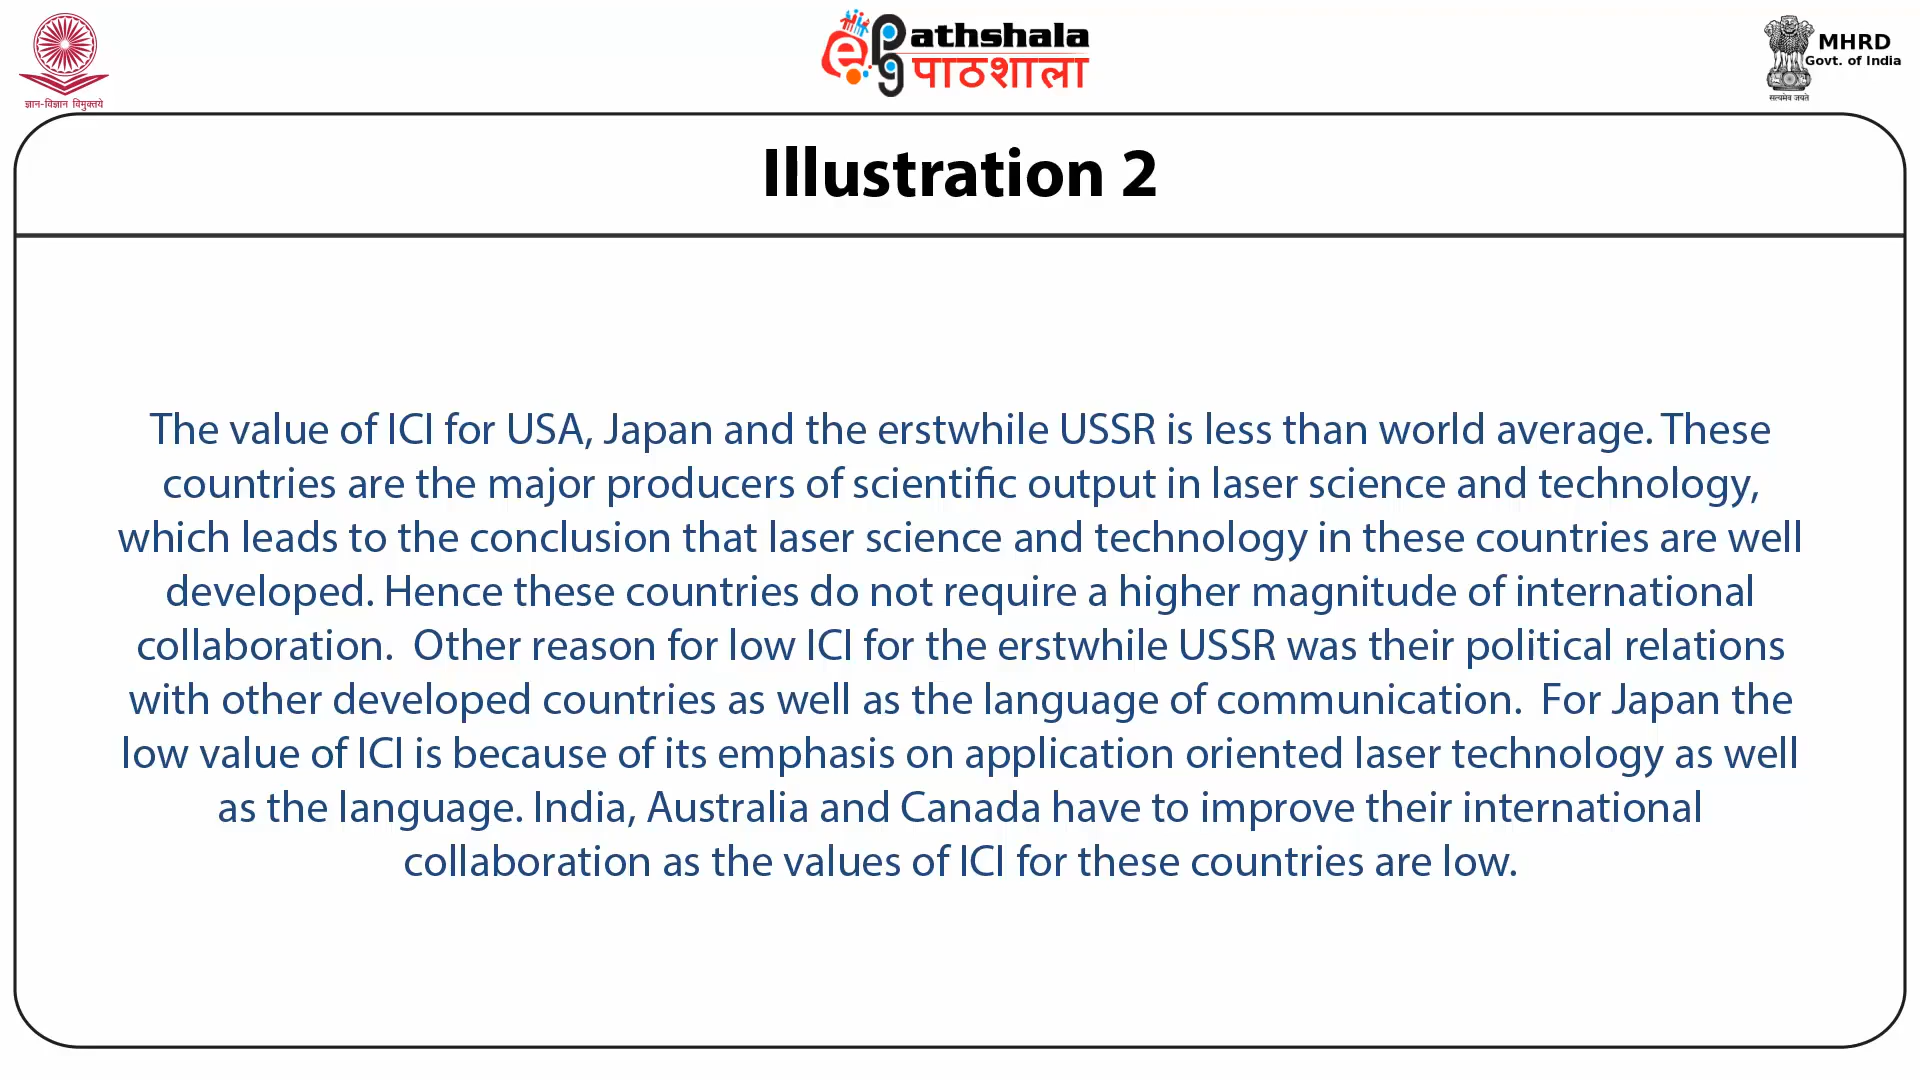 ज्ञान-विज्ञान विमुक्तये
ePGathshala
पाठशाला
MHRD
Govt. of India
सत्यमेव जयते
Illustration 2
The value of ICI for USA, Japan and the erstwhile USSR is less than world average. These
countries are the major producers of scientific output in laser science and technology,
which leads to the conclusion that laser science and technology in these countries are well
developed. Hence these countries do not require a higher magnitude of international
collaboration.  Other reason for low ICI for the erstwhile USSR was their political relations
with other developed countries as well as the language of communication.  For Japan the
low value of ICI is because of its emphasis on application oriented laser technology as well
as the language. India, Australia and Canada have to improve their international
collaboration as the values of ICI for these countries are low.